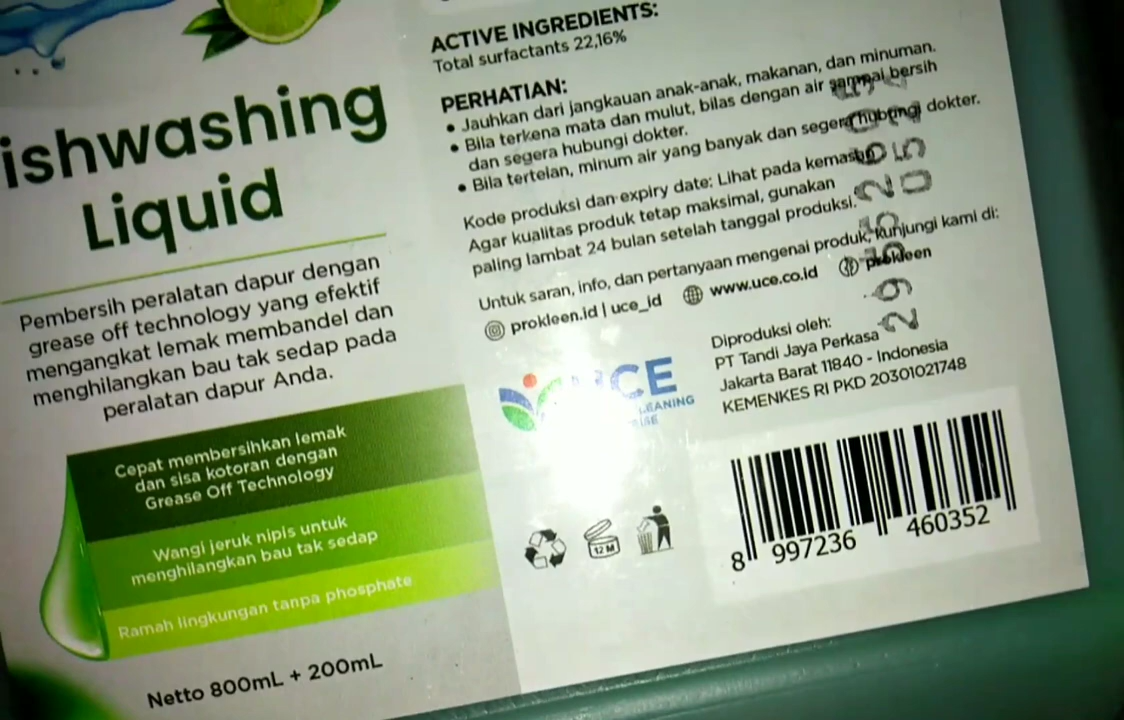 ishwashing
Liquid
Pembersih peralatan dapur dengan
grease off technology yang efektif
mengangkat lemak membandel dan
menghilangkan bau tak sedap pada
peralatan dapur Anda.
Cepat membersihkan lemak
dan sisa kotoran dengan
Grease Off Technology
Wangi jeruk nipis untuk
menghilangkan bau tak sedap
Ramah lingkungan tanpa phosphate
Netto 800mL + 200mL
ACTIVE INGREDIENTS:
Total surfactants 22,16%
PERHATIAN:
• Jauhkan dari jangkauan anak-anak, makanan, dan minuman.
• Bila terkena mata dan mulut, bilas dengan air sampai bersih
dan segera hubungi dokter.
• Bila tertelan, minum air yang banyak dan segera hubungi dokter.
Kode produksi dan expiry date: Lihat pada kemasan
Agar kualitas produk tetap maksimal, gunakan
paling lambat 24 bulan setelah tanggal produksi.
Untuk saran, info, dan pertanyaan mengenai produk, kunjungi kami di:
prokleen.id | uce_id www.uce.co.id prokleen
UCE
LEANING
Diproduksi oleh:
PT Tandi Jaya Perkasa
Jakarta Barat 11840 - Indonesia
KEMENKES RI PKD 20301021748
12 M
8 997236 460352